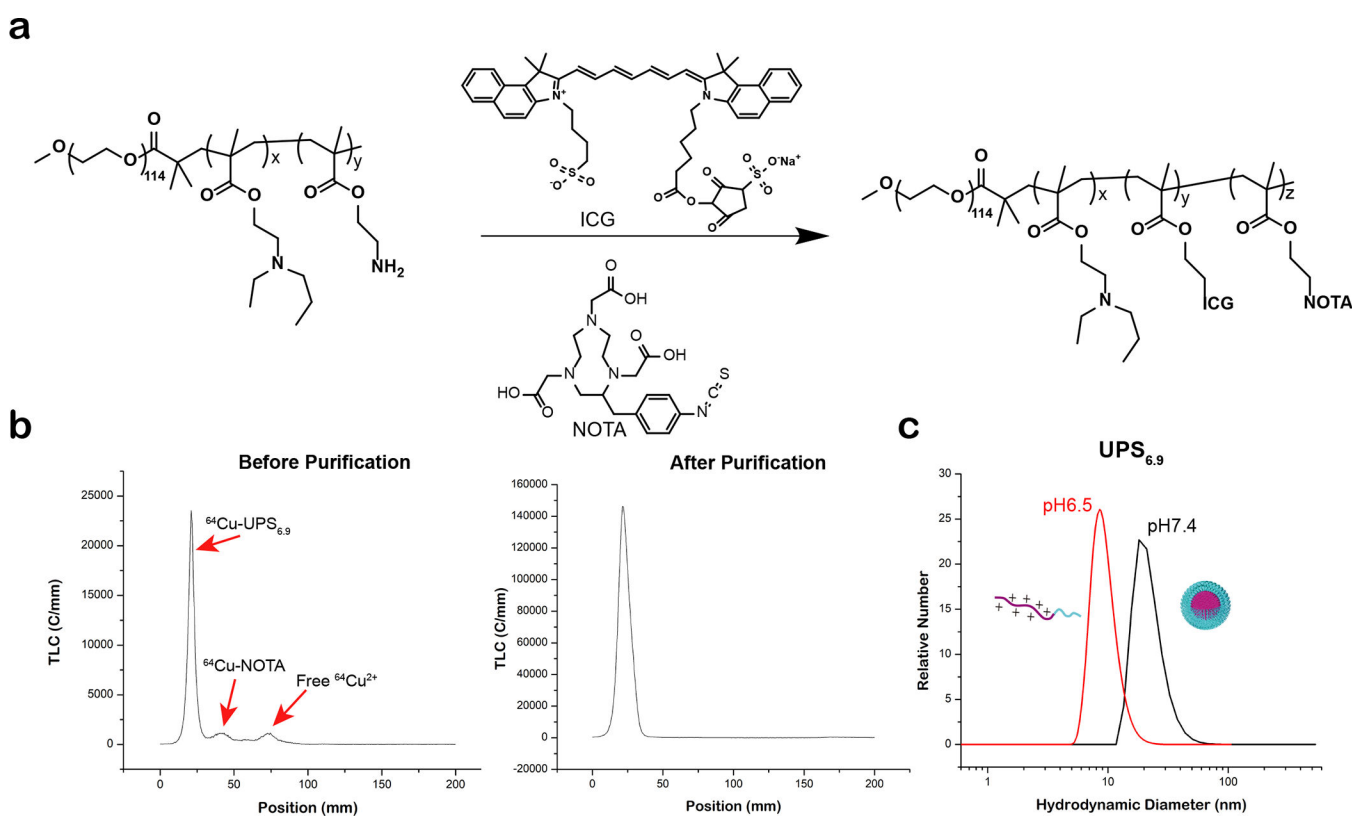 a
O
O
O
114
x
y
O
O
O
O
N
NH2
N+
N
S
O
O
-O
O
O
O
O
S
O
O
O-Na+
ICG
O
OH
N
N
N
O
OH
HO
O
N
C
S
NOTA
O
O
O
114
x
y
z
O
O
O
O
O
O
N
ICG
NOTA
b
Before Purification
64Cu-UPS6.9
64Cu-NOTA
Free 64Cu2+
TLC (C/mm)
25000
20000
15000
10000
5000
0
0
50
100
150
200
Position (mm)
After Purification
TLC (C/mm)
160000
140000
120000
100000
80000
60000
40000
20000
0
-20000
0
50
100
150
200
Position (mm)
c
UPS6.9
pH6.5
pH7.4
Relative Number
30
25
20
15
10
5
0
+ + + +
+ + +
1
10
100
Hydrodynamic Diameter (nm)